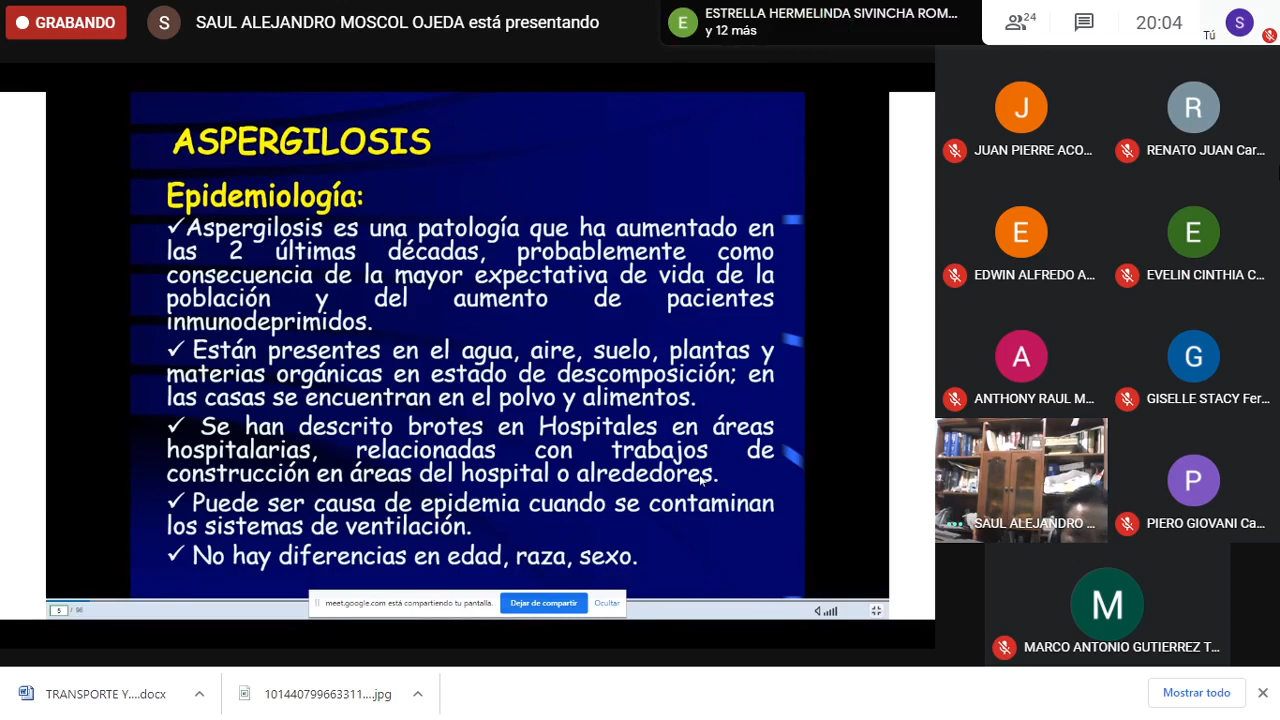 GRABANDO
S
SAUL ALEJANDRO MOSCOL OJEDA está presentando
E
ESTRELLA HERMELINDA SIVINCHA ROM...
y 12 más
24
20:04
Tú
S
ASPERGILOSIS
Epidemiología:
✓Aspergilosis es una patología que ha aumentado en
las 2 últimas décadas, probablemente como
consecuencia de la mayor expectativa de vida de la
población y del aumento de pacientes
inmunodeprimidos.
✓ Están presentes en el agua, aire, suelo, plantas y
materias orgánicas en estado de descomposición; en
las casas se encuentran en el polvo y alimentos.
✓ Se han descrito brotes en Hospitales en áreas
hospitalarias, relacionadas con trabajos de
construcción en áreas del hospital o alrededores.
✓ Puede ser causa de epidemia cuando se contaminan
los sistemas de ventilación.
✓ No hay diferencias en edad, raza, sexo.
5 / 98
meet.google.com está compartiendo tu pantalla.
Dejar de compartir
Ocultar
J
JUAN PIERRE ACO...
R
RENATO JUAN Car...
E
EDWIN ALFREDO A...
E
EVELIN CINTHIA C...
A
ANTHONY RAUL M...
G
GISELLE STACY Fer...
SAUL ALEJANDRO ...
P
PIERO GIOVANI Ca...
M
MARCO ANTONIO GUTIERREZ T...
TRANSPORTE Y....docx
101440799663311....jpg
Mostrar todo